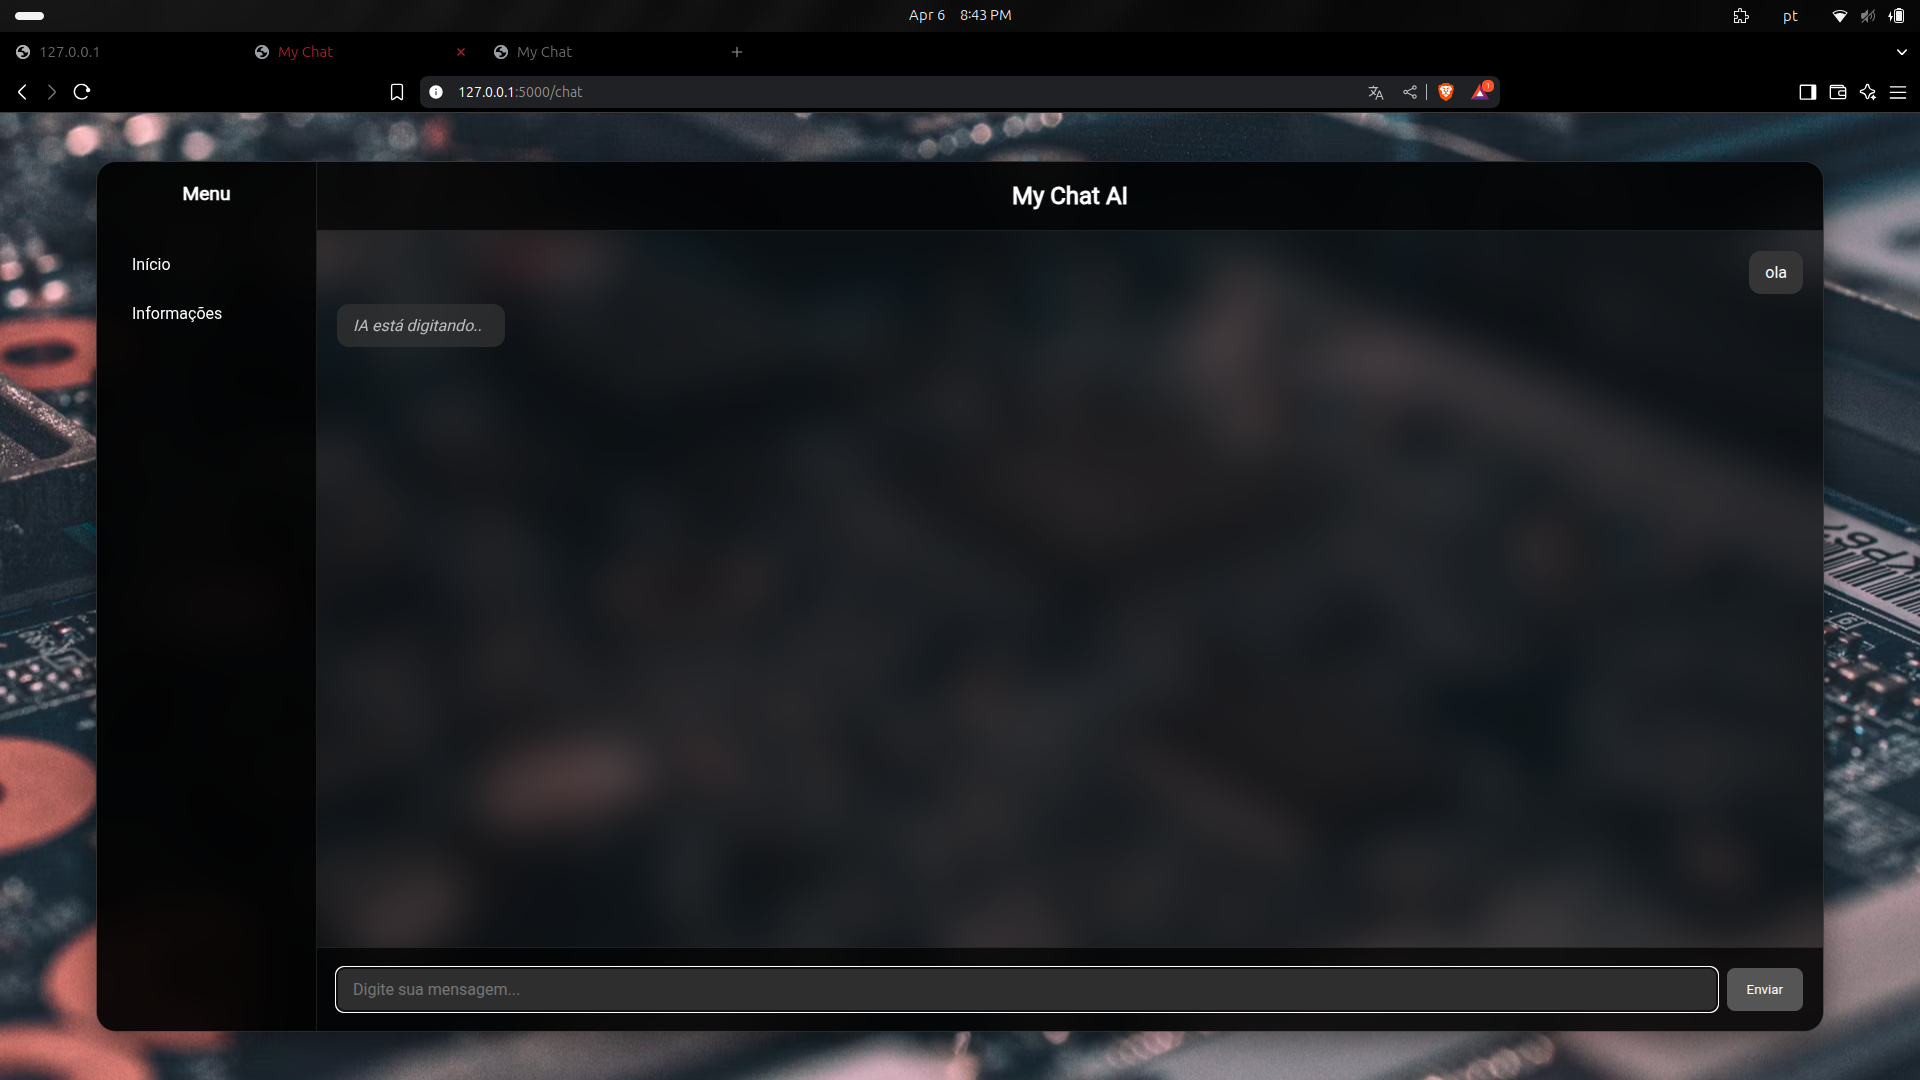 Apr 6 8:43 PM
pt
127.0.0.1
My Chat
My Chat
127.0.0.1:5000/chat
1
Menu
My Chat AI
Início
Informações
ola
IA está digitando..
Digite sua mensagem...
Enviar